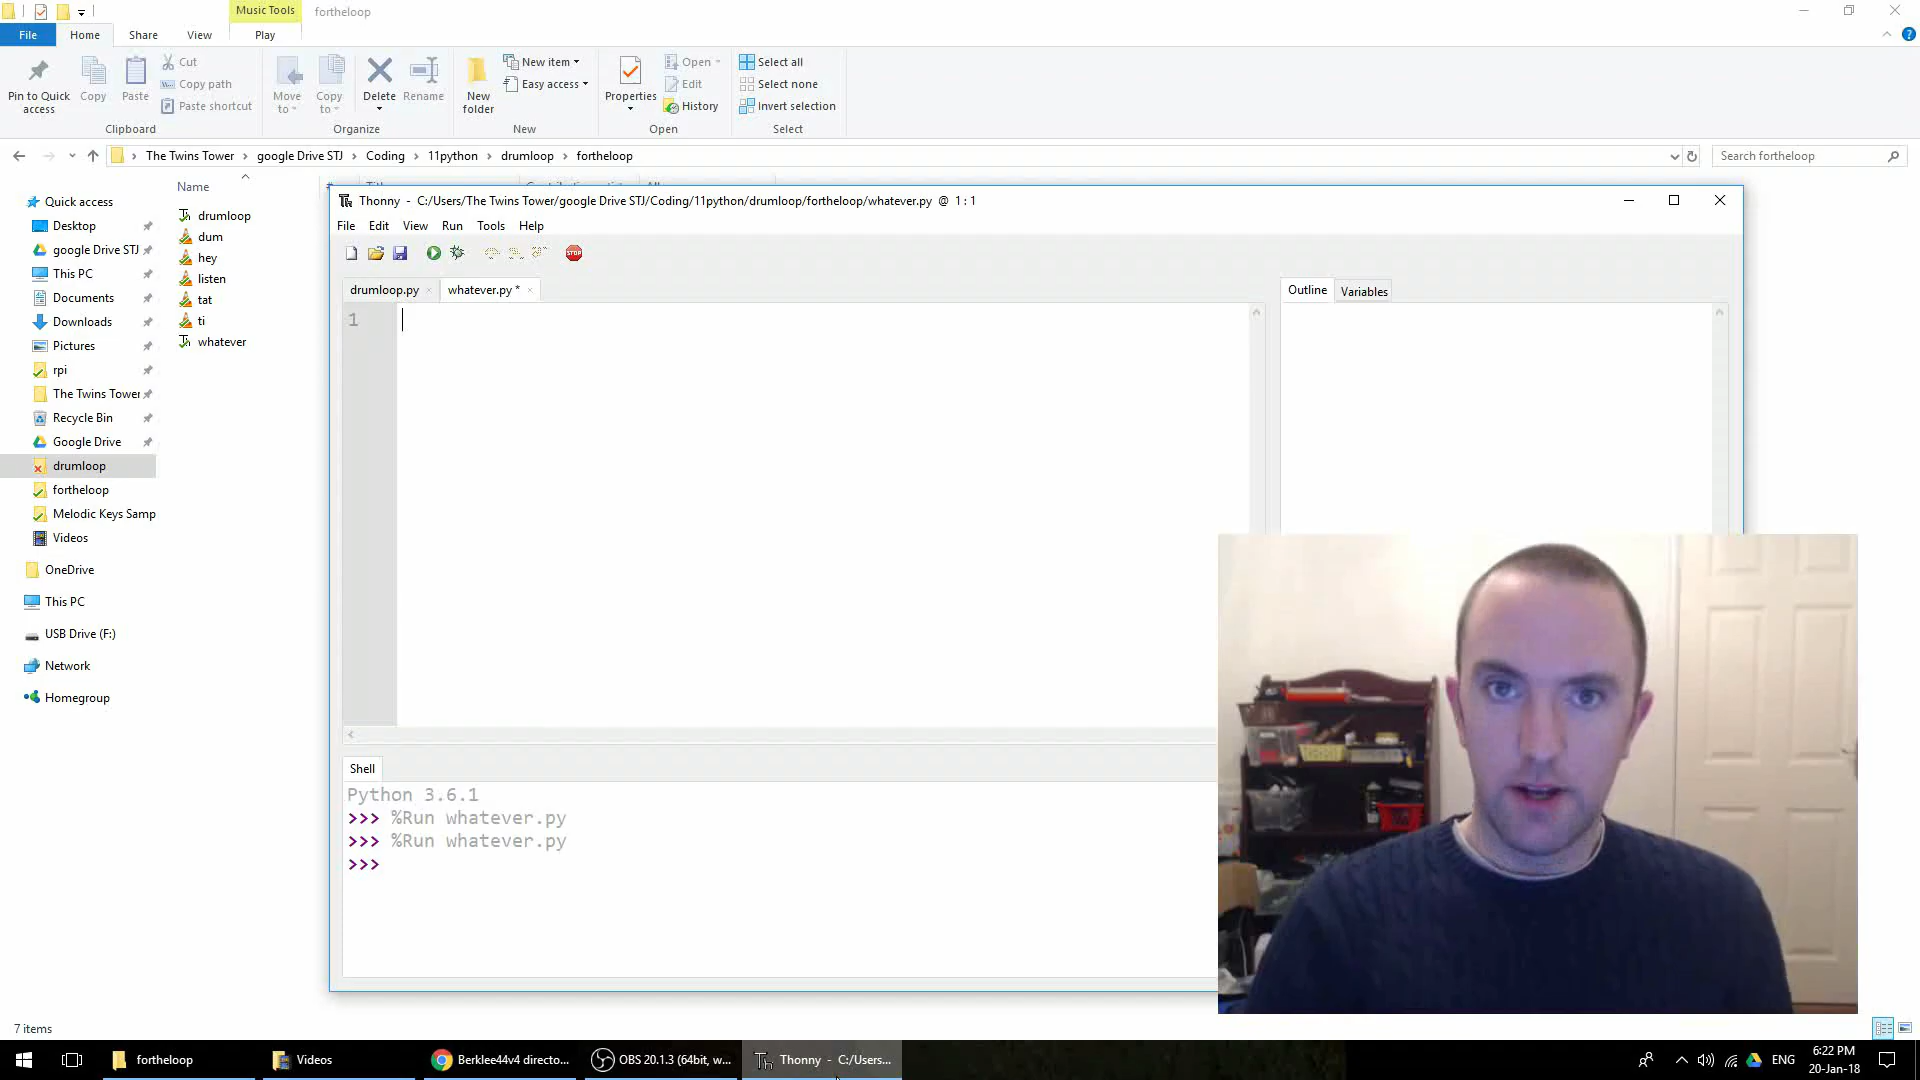 Music Tools
fortheloop
File
Home
Share
View
Play
Pin to Quick access
Copy
Paste
Cut
Copy path
Paste shortcut
Clipboard
Move to
Copy to
Delete
Rename
Organize
New folder
New item
Easy access
New
Properties
Open
Edit
History
Open
Select all
Select none
Invert selection
Select
The Twins Tower
google Drive STJ
Coding
11python
drumloop
fortheloop
Search fortheloop
Quick access
Desktop
google Drive STJ
This PC
Documents
Downloads
Pictures
rpi
The Twins Tower
Recycle Bin
Google Drive
drumloop
fortheloop
Melodic Keys Samp
Videos
OneDrive
This PC
USB Drive (F:)
Network
Homegroup
Name
drumloop
dum
hey
listen
tat
ti
whatever
Thonny - C:/Users/The Twins Tower/google Drive STJ/Coding/11python/drumloop/fortheloop/whatever.py @ 1 : 1
File
Edit
View
Run
Tools
Help
STOP
drumloop.py
whatever.py *
1
Outline
Variables
Shell
Python 3.6.1
>>> %Run whatever.py
>>> %Run whatever.py
>>>
7 items
fortheloop
Videos
Berklee44v4 directo...
OBS 20.1.3 (64bit, w...
Thonny - C:/Users...
ENG
6:22 PM
20-Jan-18